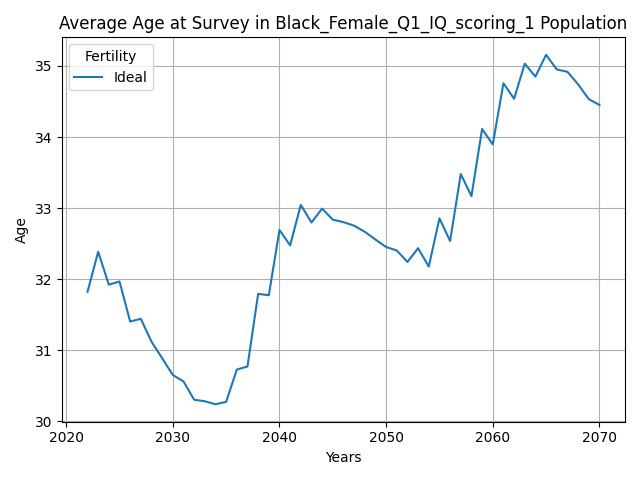 Average Age at Survey in Black_Female_Q1_IQ_scoring_1 Population
Fertility
Ideal
Age
35
34
33
32
31
30
2020 2030 2040 2050 2060 2070
Years